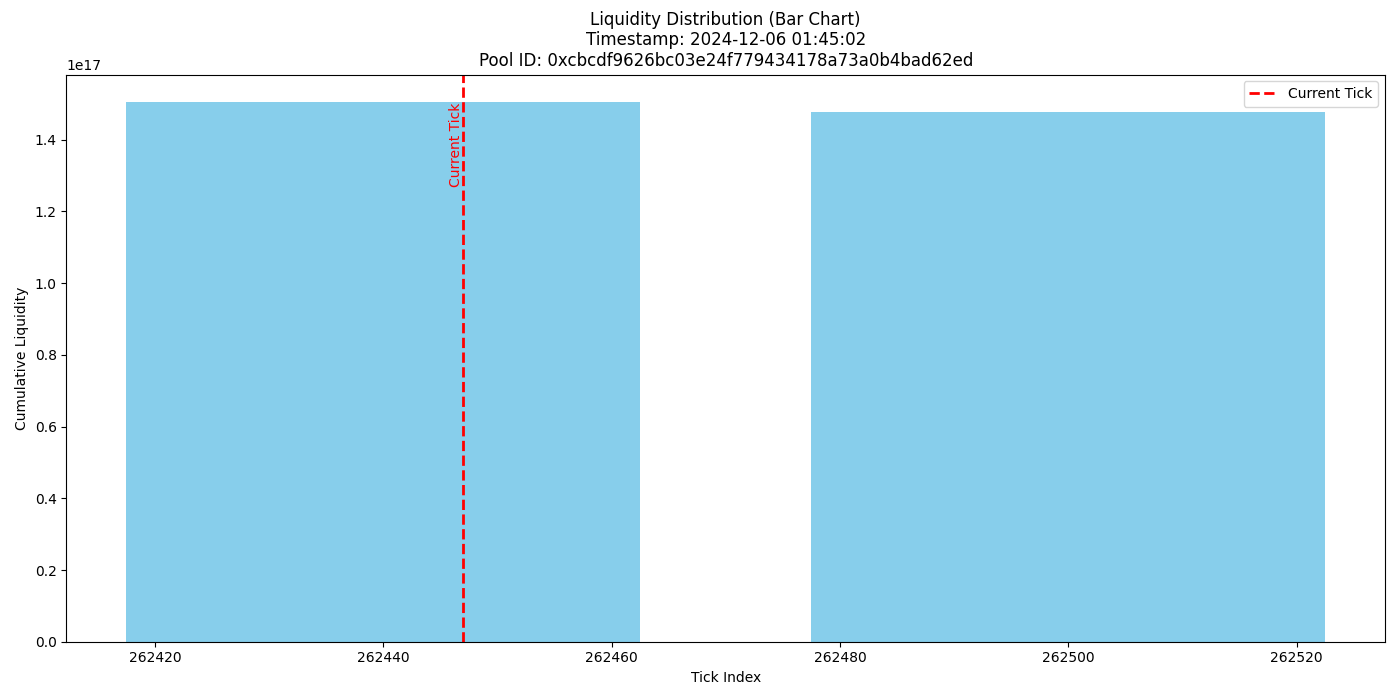 Liquidity Distribution (Bar Chart)
Timestamp: 2024-12-06 01:45:02
Pool ID: 0xcbcdf9626bc03e24f779434178a73a0b4bad62ed
1e17
Current Tick
1.4
1.2
1.0
0.8
0.6
0.4
0.2
0.0
Cumulative Liquidity
Current Tick
262420
262440
262460
262480
262500
262520
Tick Index